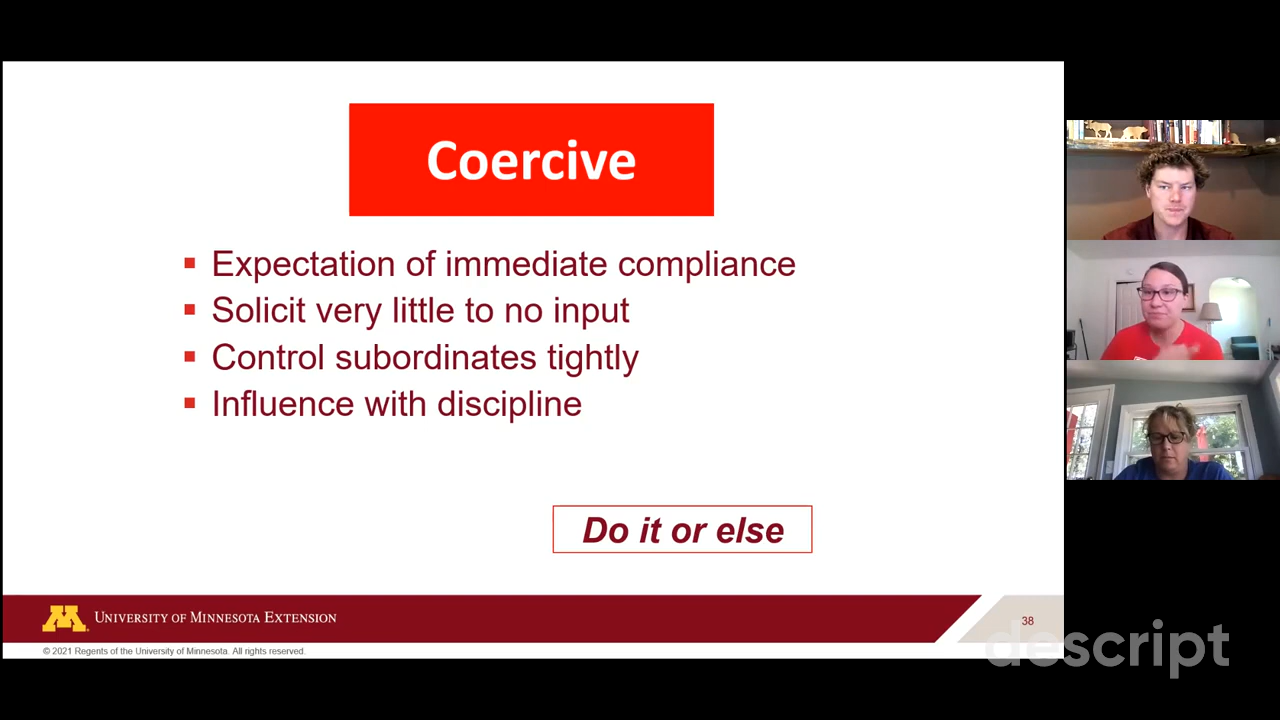 Coercive
Expectation of immediate compliance
Solicit very little to no input
Control subordinates tightly
Influence with discipline
Do it or else
UNIVERSITY OF MINNESOTA EXTENSION
38
© 2021 Regents of the University of Minnesota. All rights reserved.
descript